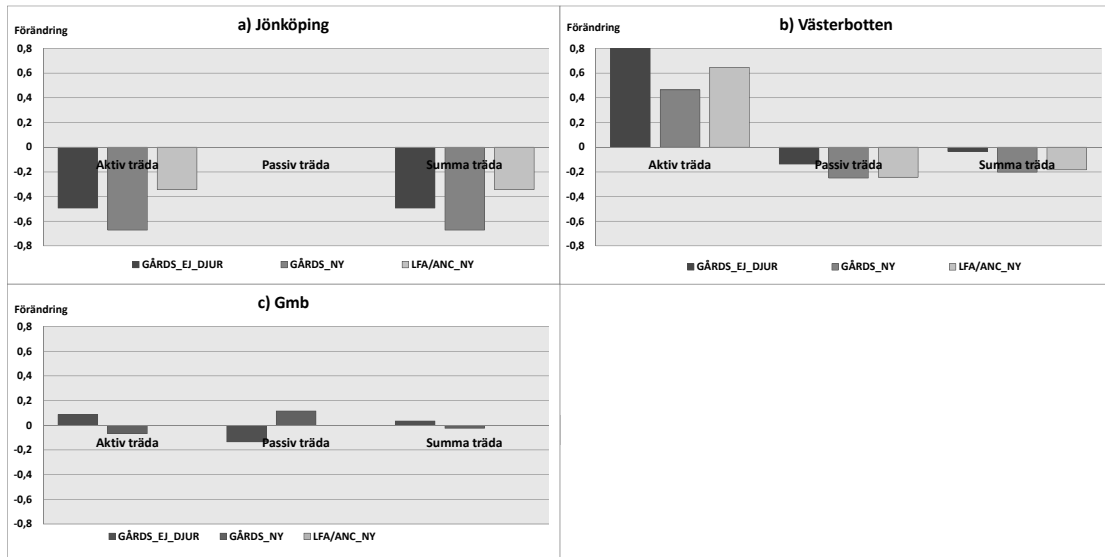 a) Jönköping
Förändring
0,8
0,6
0,4
0,2
0
-0,2
-0,4
-0,6
-0,8
Aktiv träda Passiv träda Summa träda
GÅRDS_EJ_DJUR GÅRDS_NY LFA/ANC_NY
b) Västerbotten
Förändring
0,8
0,6
0,4
0,2
0
-0,2
-0,4
-0,6
-0,8
Aktiv träda Passiv träda Summa träda
GÅRDS_EJ_DJUR GÅRDS_NY LFA/ANC_NY
c) Gmb
Förändring
0,8
0,6
0,4
0,2
0
-0,2
-0,4
-0,6
-0,8
Aktiv träda Passiv träda Summa träda
GÅRDS_EJ_DJUR GÅRDS_NY LFA/ANC_NY